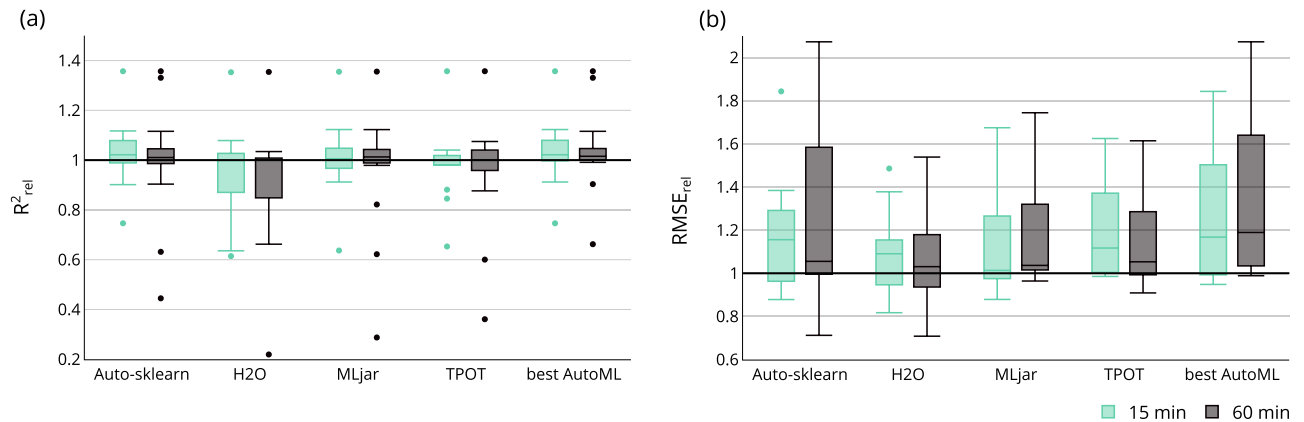 (a)
(b)
1.4
1.2
1
0.8
0.6
0.4
0.2
R²rel
Auto-sklearn
H2O
MLjar
TPOT
best AutoML
2
1.8
1.6
1.4
1.2
1
0.8
0.6
RMSErel
Auto-sklearn
H2O
MLjar
TPOT
best AutoML
15 min
60 min